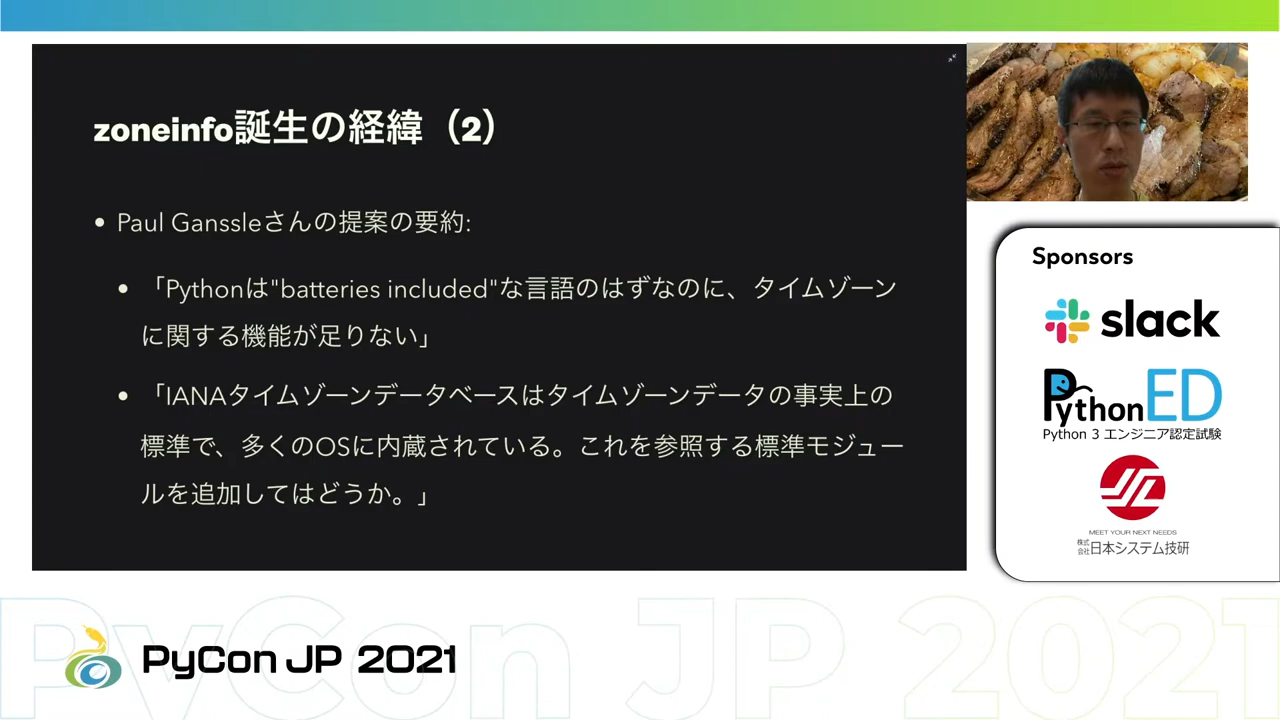 zoneinfo誕生の経緯（2）
• Paul Ganssleさんの提案の要約:
• 「Pythonは"batteries included"な言語のはずなのに、タイムゾーン
に関する機能が足りない」
• 「IANAタイムゾーンデータベースはタイムゾーンデータの事実上の
標準で、多くのOSに内蔵されている。これを参照する標準モジュー
ルを追加してはどうか。」
Sponsors
slack
PythonED
Python 3 エンジニア認定試験
MEET YOUR NEXT NEEDS
株式会社日本システム技研
PyCon JP 2021
PyCon JP 2021